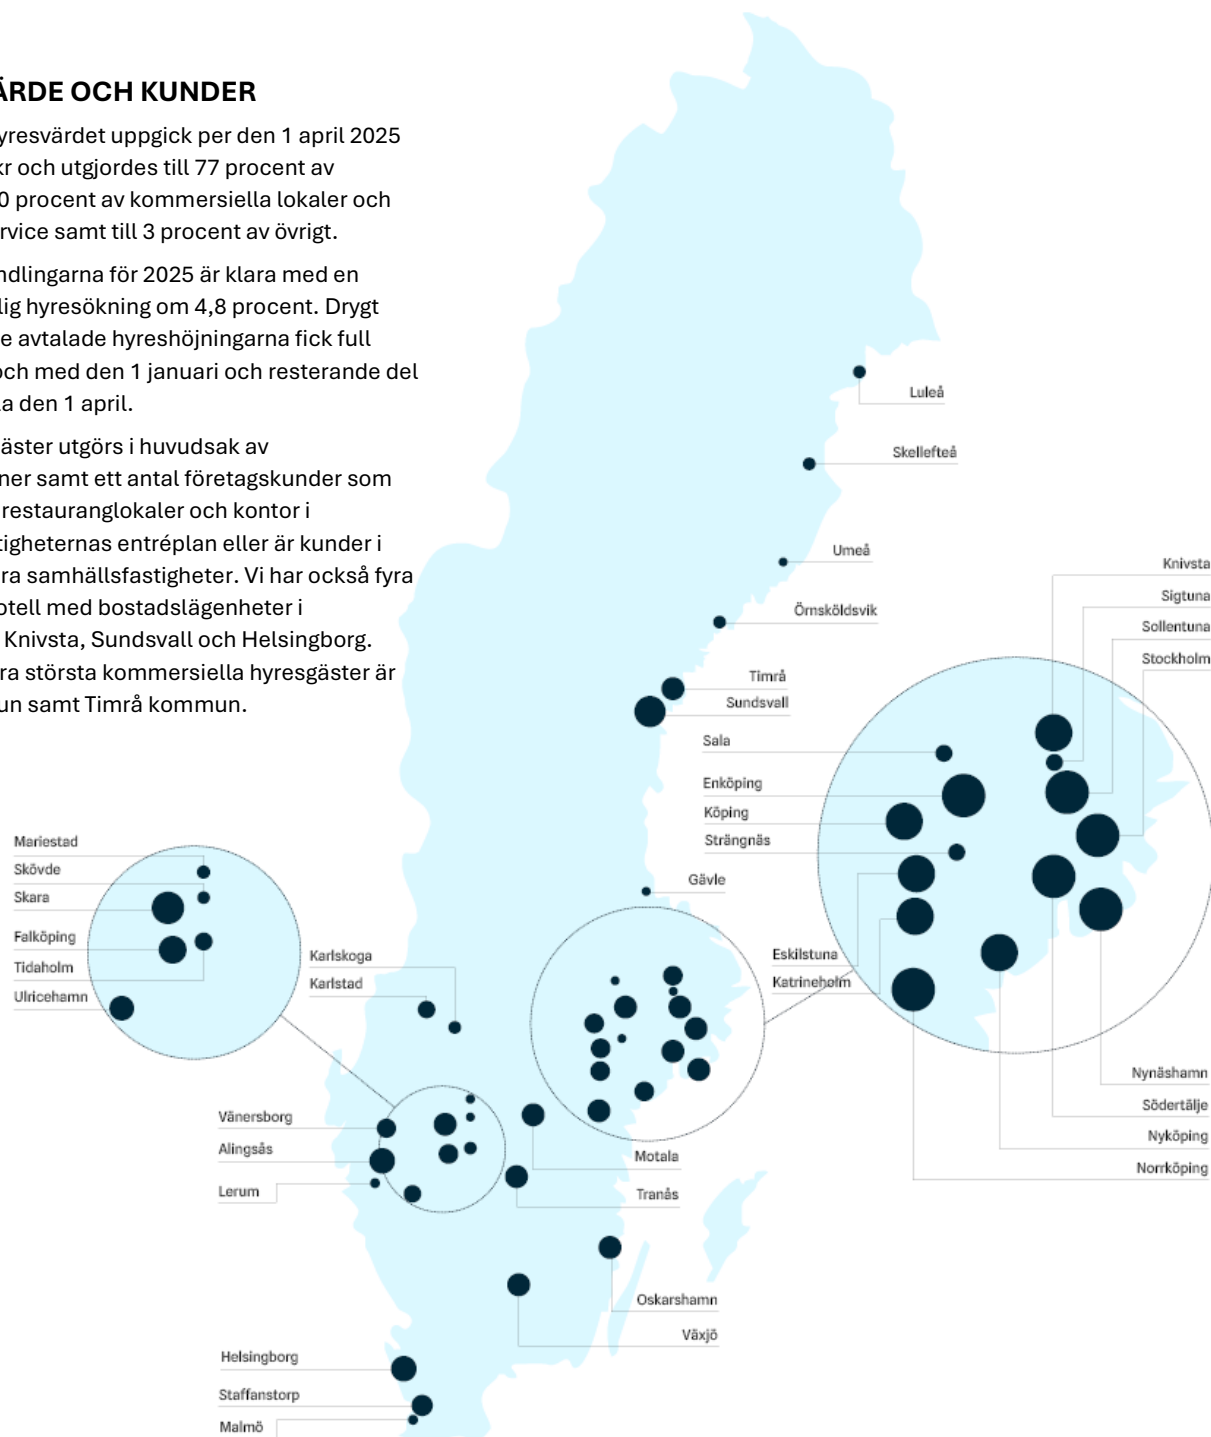 ÄRDE OCH KUNDER
yresvärdet uppgick per den 1 april 2025
kr och utgjordes till 77 procent av
0 procent av kommersiella lokaler och
rvice samt till 3 procent av övrigt.
ndlingarna för 2025 är klara med en
lig hyresökning om 4,8 procent. Drygt
e avtalade hyreshöjningarna fick full
och med den 1 januari och resterande del
la den 1 april.
äster utgörs i huvudsak av
ner samt ett antal företagskunder som
restauranglokaler och kontor i
tigheternas entréplan eller är kunder i
ra samhällsfastigheter. Vi har också fyra
otell med bostadslägenheter i
Knivsta, Sundsvall och Helsingborg.
ra största kommersiella hyresgäster är
un samt Timrå kommun.
Luleå
Skellefteå
Umeå
Örnsköldsvik
Timrå
Sundsvall
Knivsta
Sigtuna
Sollentuna
Stockholm
Sala
Enköping
Köping
Strängnäs
Gävle
Eskilstuna
Katrineholm
Mariestad
Skövde
Skara
Falköping
Tidaholm
Ulricehamn
Karlskoga
Karlstad
Nynäshamn
Södertälje
Nyköping
Norrköping
Vänersborg
Alingsås
Lerum
Motala
Tranås
Oskarshamn
Växjö
Helsingborg
Staffanstorp
Malmö